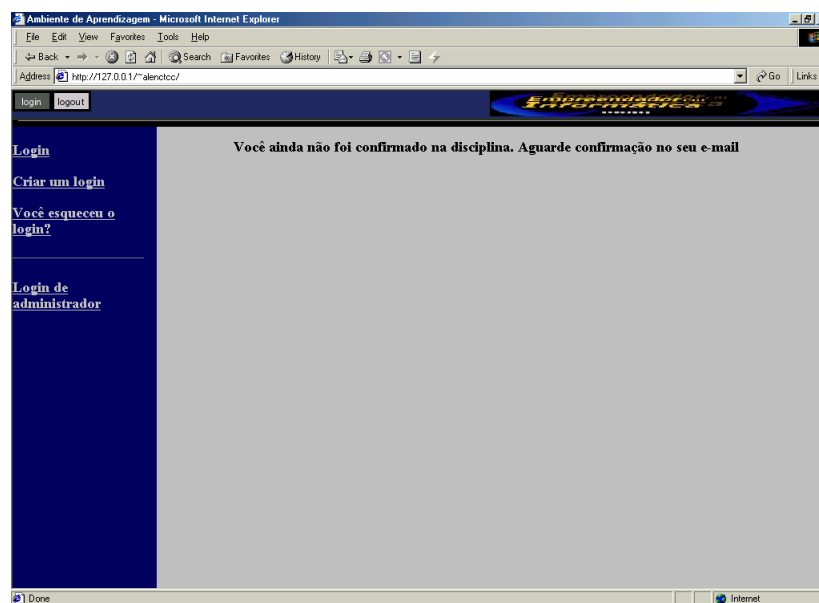 Ambiente de Aprendizagem - Microsoft Internet Explorer
File Edit View Favorites Tools Help
Back Search Favorites History
Address http://127.0.0.1/~alenctcc/ Go Links
login logout
Empreendedor
Informática
Login
Você ainda não foi confirmado na disciplina. Aguarde confirmação no seu e-mail
Criar um login
Você esqueceu o
login?
Login de
administrador
Done Internet